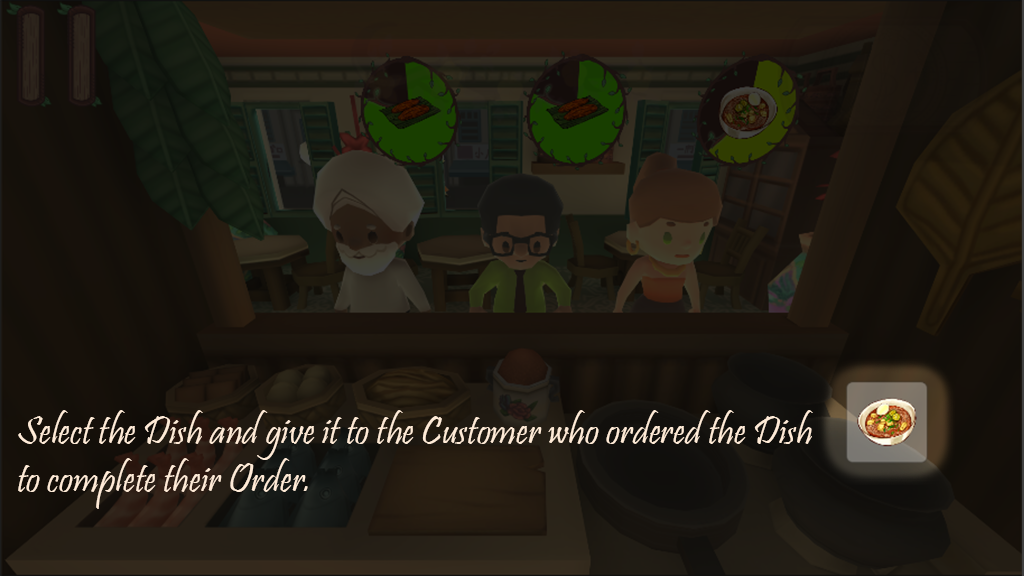 Select the Dish and give it to the Customer who ordered the Dish
to complete their Order.